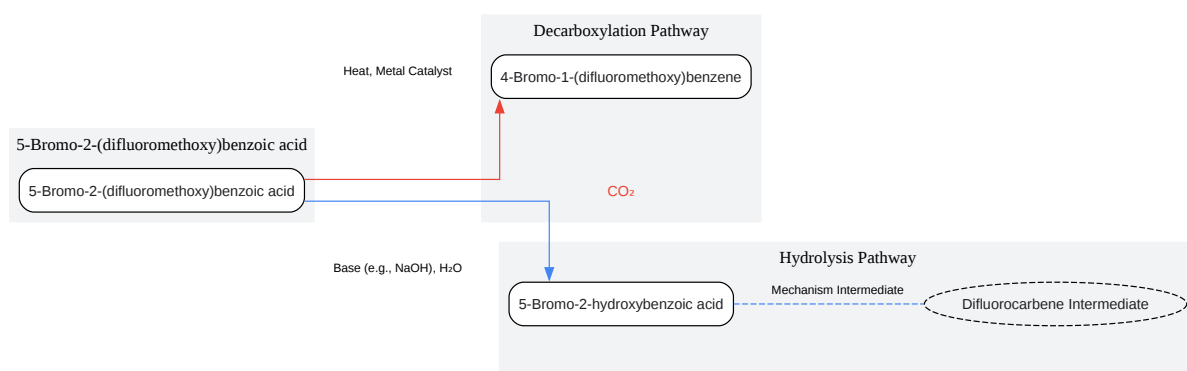 Decarboxylation Pathway
Heat, Metal Catalyst
4-Bromo-1-(difluoromethoxy)benzene
5-Bromo-2-(difluoromethoxy)benzoic acid
5-Bromo-2-(difluoromethoxy)benzoic acid
CO₂
Base (e.g., NaOH), H₂O
Hydrolysis Pathway
5-Bromo-2-hydroxybenzoic acid
Mechanism Intermediate
Difluorocarbene Intermediate